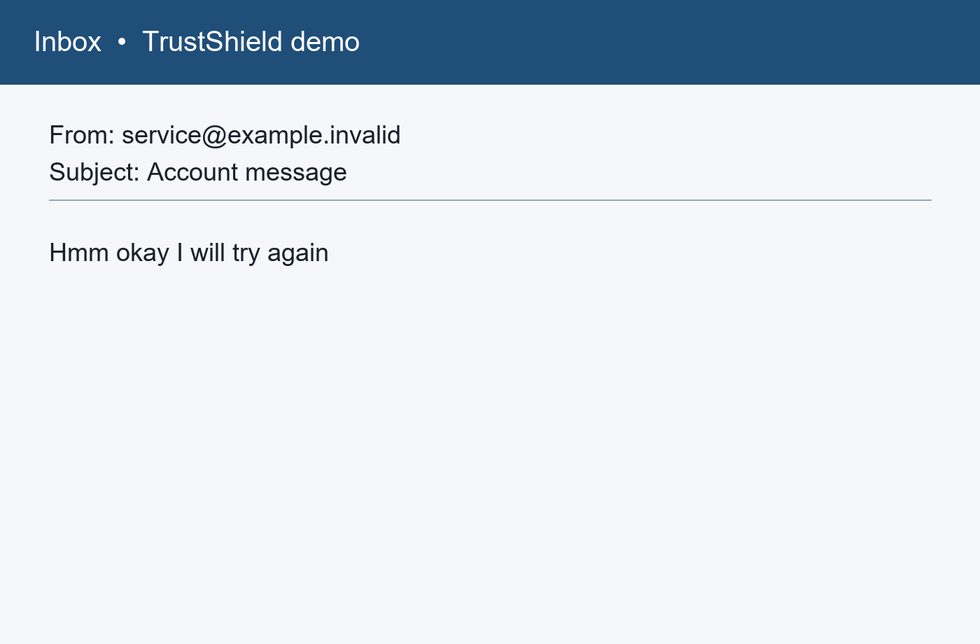 Inbox • TrustShield demo
From: service@example.invalid
Subject: Account message
Hmm okay I will try again